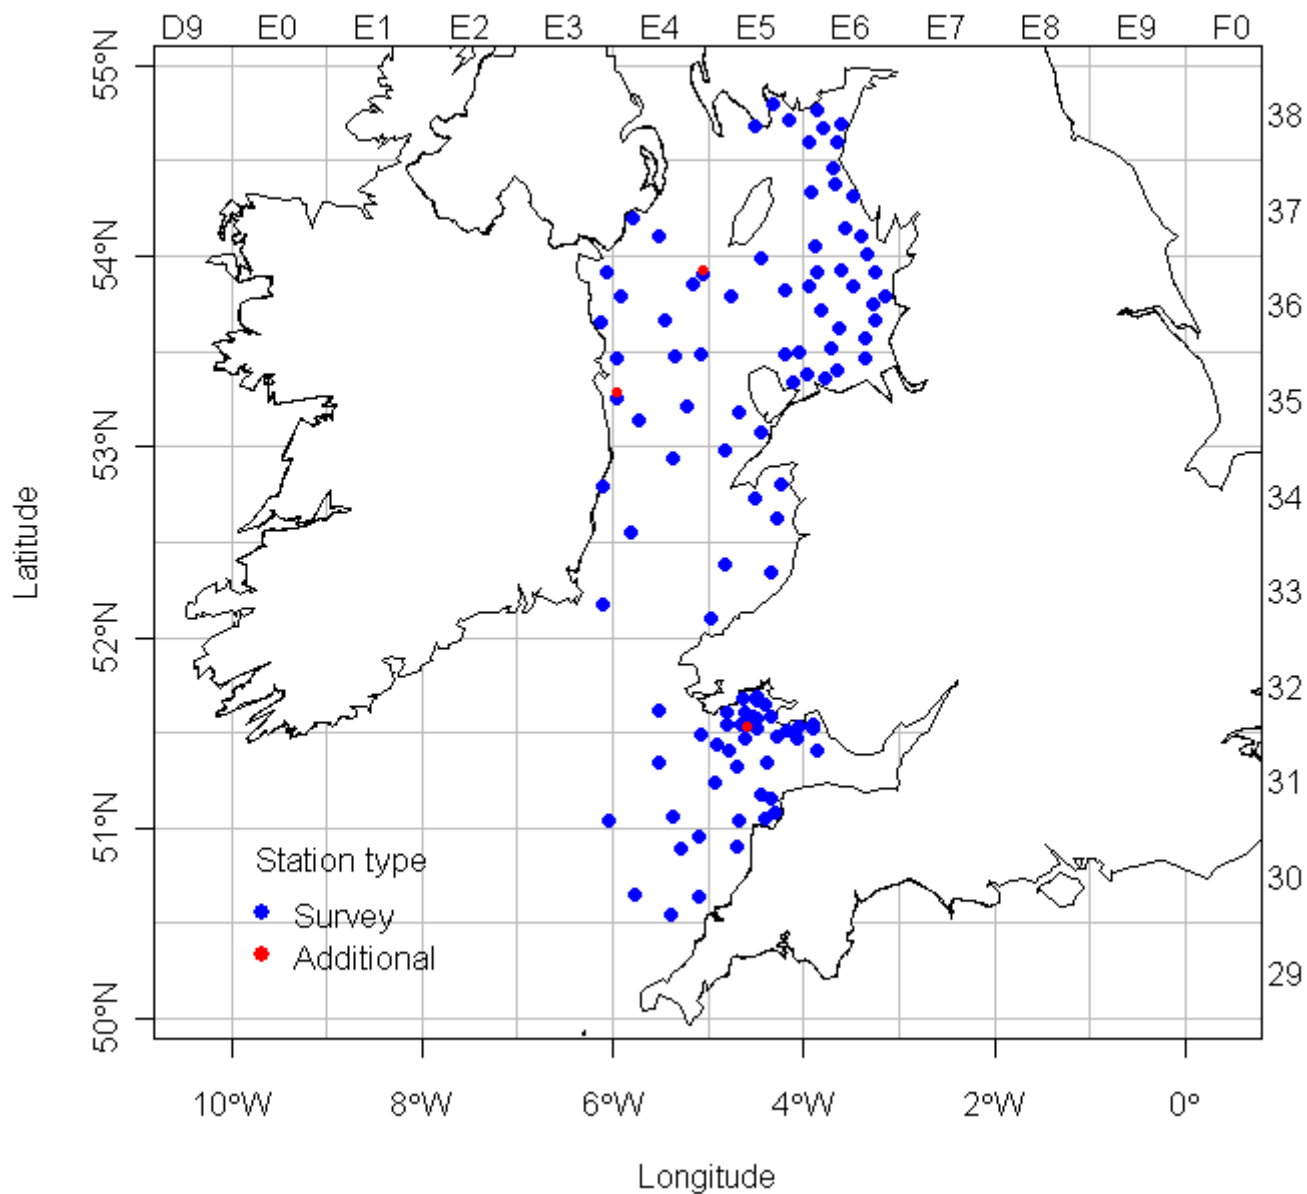 D9 E0 E1 E2 E3 E4 E5 E6 E7 E8 E9 F0
55°N
38
37
54°N
36
35
53°N
34
Latitude
33
52°N
32
31
51°N
Station type
30
Survey
Additional
29
50°N
10°W 8°W 6°W 4°W 2°W 0°
Longitude